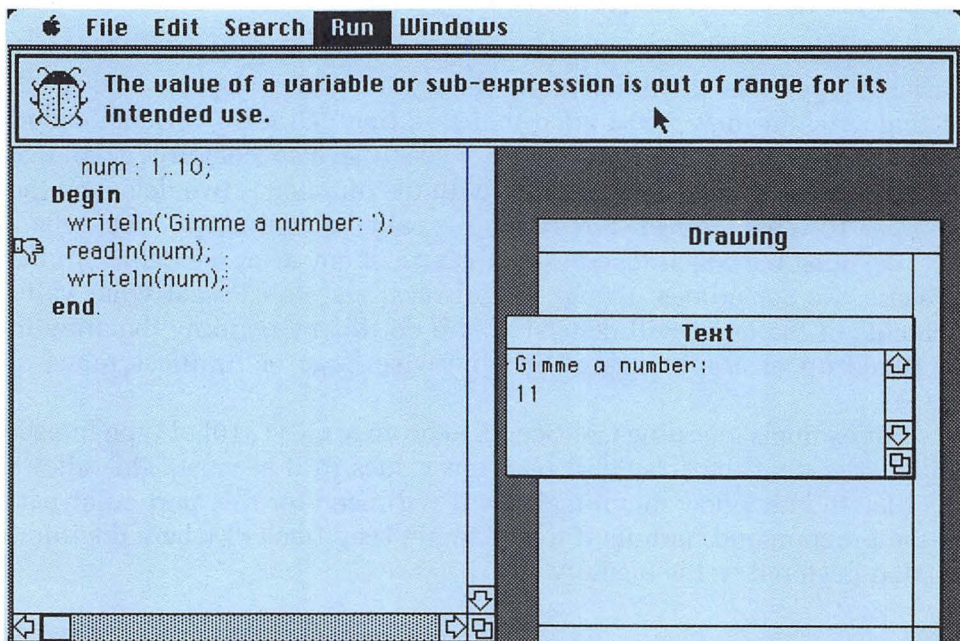 File Edit Search Run Windows
The value of a variable or sub-expression is out of range for its
intended use.
num : 1..10;
begin
writeln('Gimme a number: ');
readln(num);
writeln(num);
end.
Drawing
Text
Gimme a number:
11